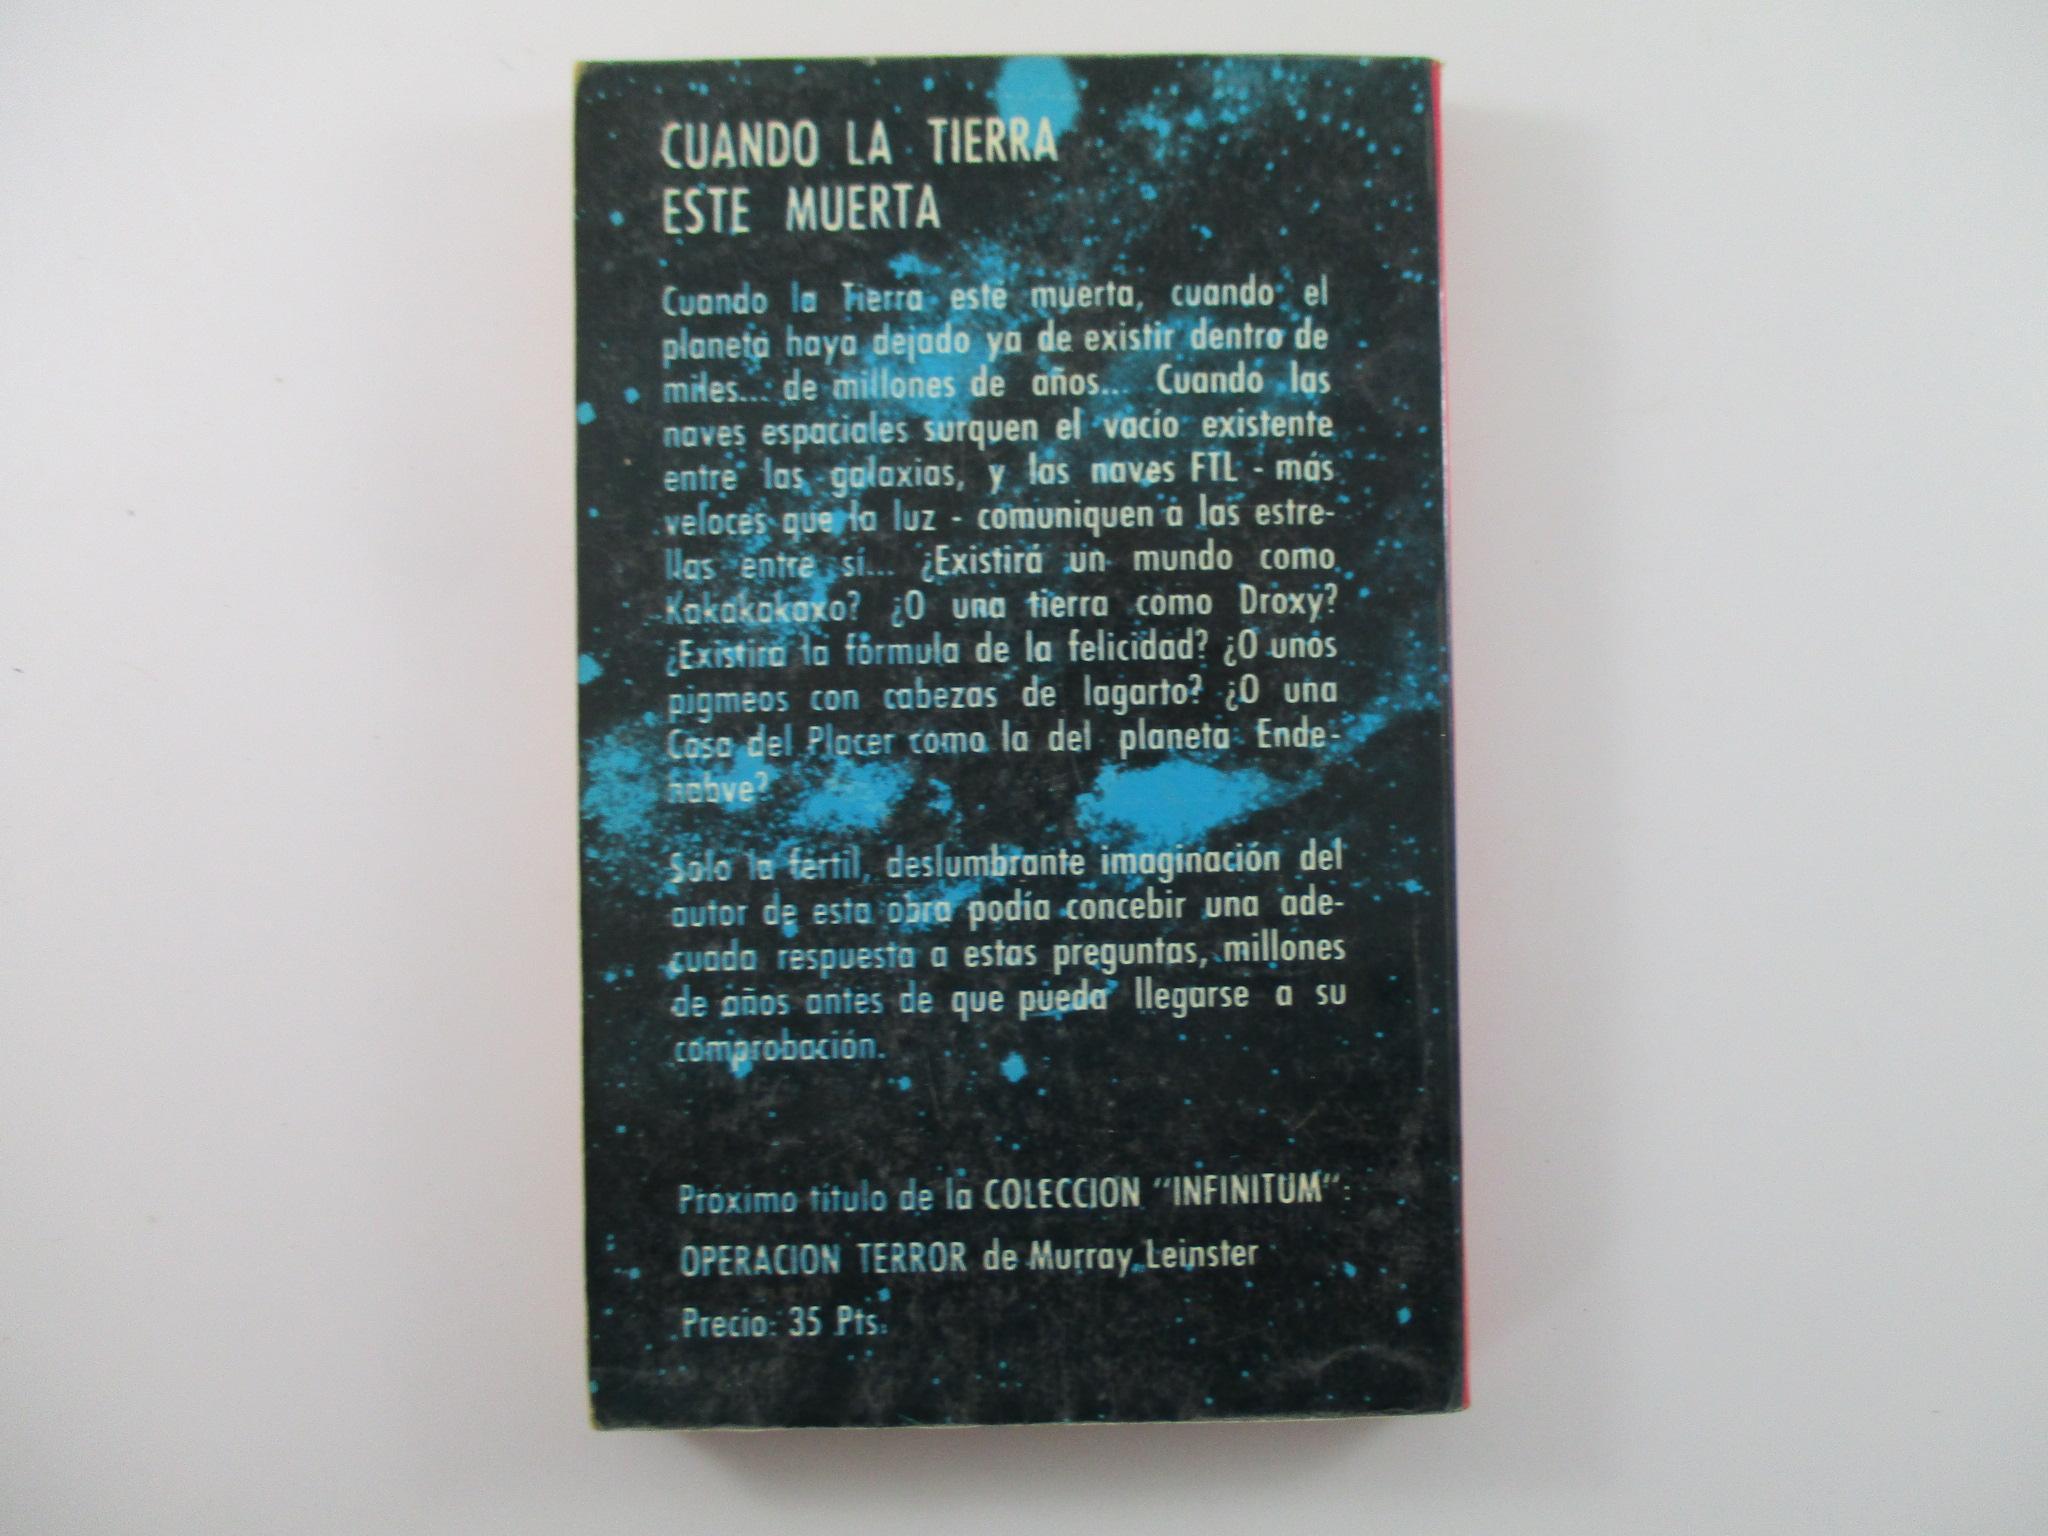 CUANDO LA TIERRA
ESTE MUERTA
Cuando la Tierra esté muerta, cuando el
planeta haya dejado ya de existir dentro de
miles... de millones de años... Cuando las
naves espaciales surquen el vacío existente
entre las galaxias, y las naves FTL - más
veloces que la luz - comuniquen a las estre-
llas entre sí... ¿Existirá un mundo como
Kakakakaxo? ¿O una tierra como Droxy?
¿Existirá la fórmula de la felicidad? ¿O unos
pigmeos con cabezas de lagarto? ¿O una
Casa del Placer como la del planeta Ende-
nabve?
Sólo la fértil, deslumbrante imaginación del
autor de esta obra podía concebir una ade-
cuada respuesta a estas preguntas, millones
de años antes de que pueda llegarse a su
comprobación.
Próximo título de la COLECCION "INFINITUM":
OPERACION TERROR de Murray Leinster
Precio: 35 Pts.